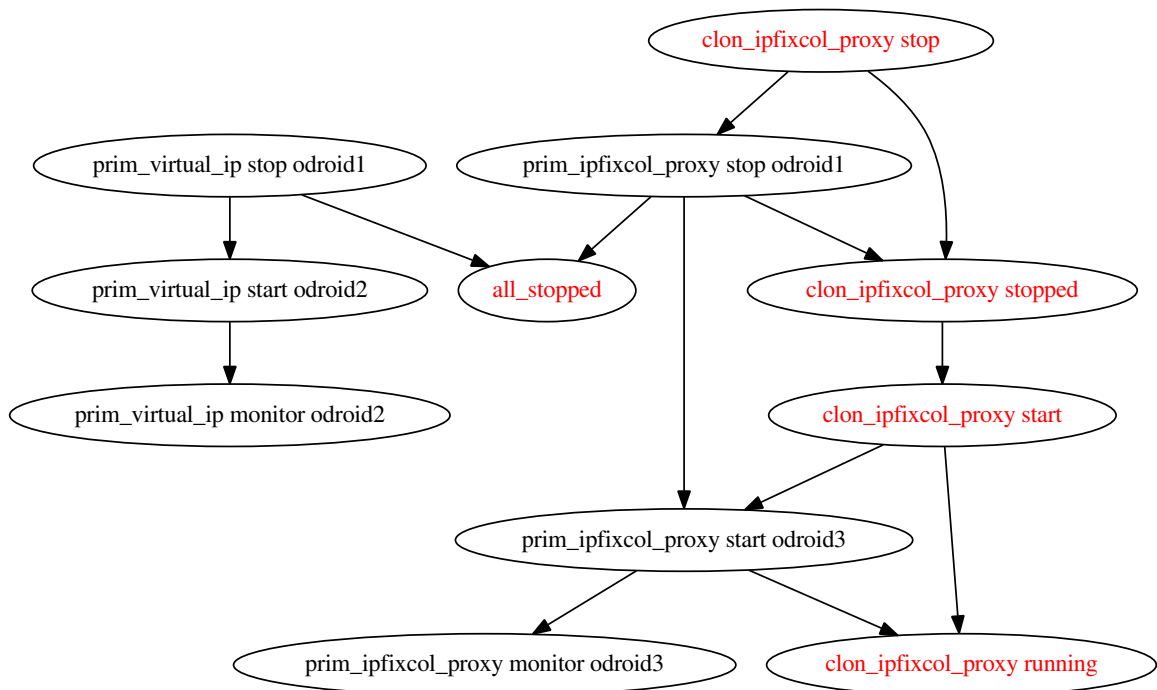 clon_ipfixcol_proxy stop
prim_virtual_ip stop odroid1
prim_ipfixcol_proxy stop odroid1
prim_virtual_ip start odroid2
all_stopped
clon_ipfixcol_proxy stopped
prim_virtual_ip monitor odroid2
clon_ipfixcol_proxy start
prim_ipfixcol_proxy start odroid3
prim_ipfixcol_proxy monitor odroid3
clon_ipfixcol_proxy running